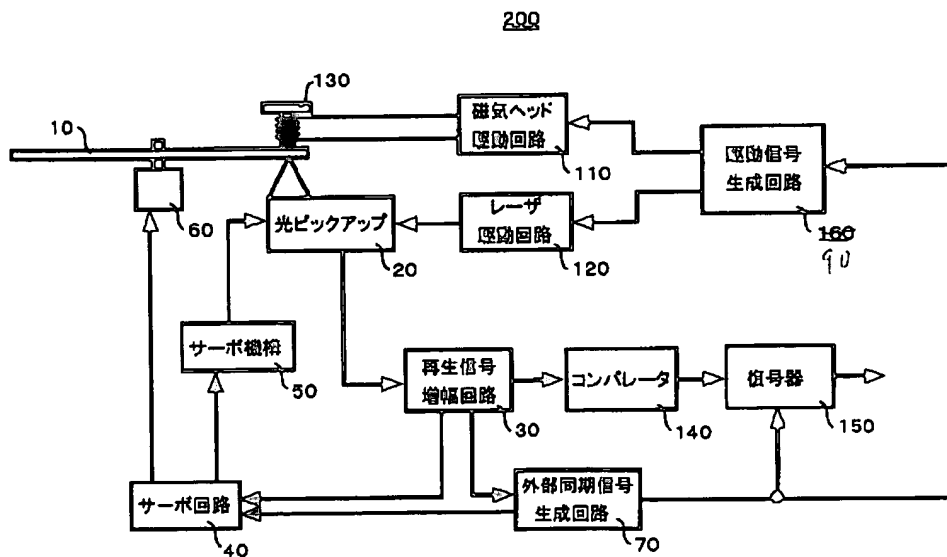 200
130
10
磁気ヘッド
駆動回路
110
駆動信号
生成回路
160
90
60
光ピックアップ
20
レーザ
駆動回路
120
サーボ機構
50
再生信号
増幅回路
30
コンパレータ
140
復号器
150
サーボ回路
40
外部同期信号
生成回路
70